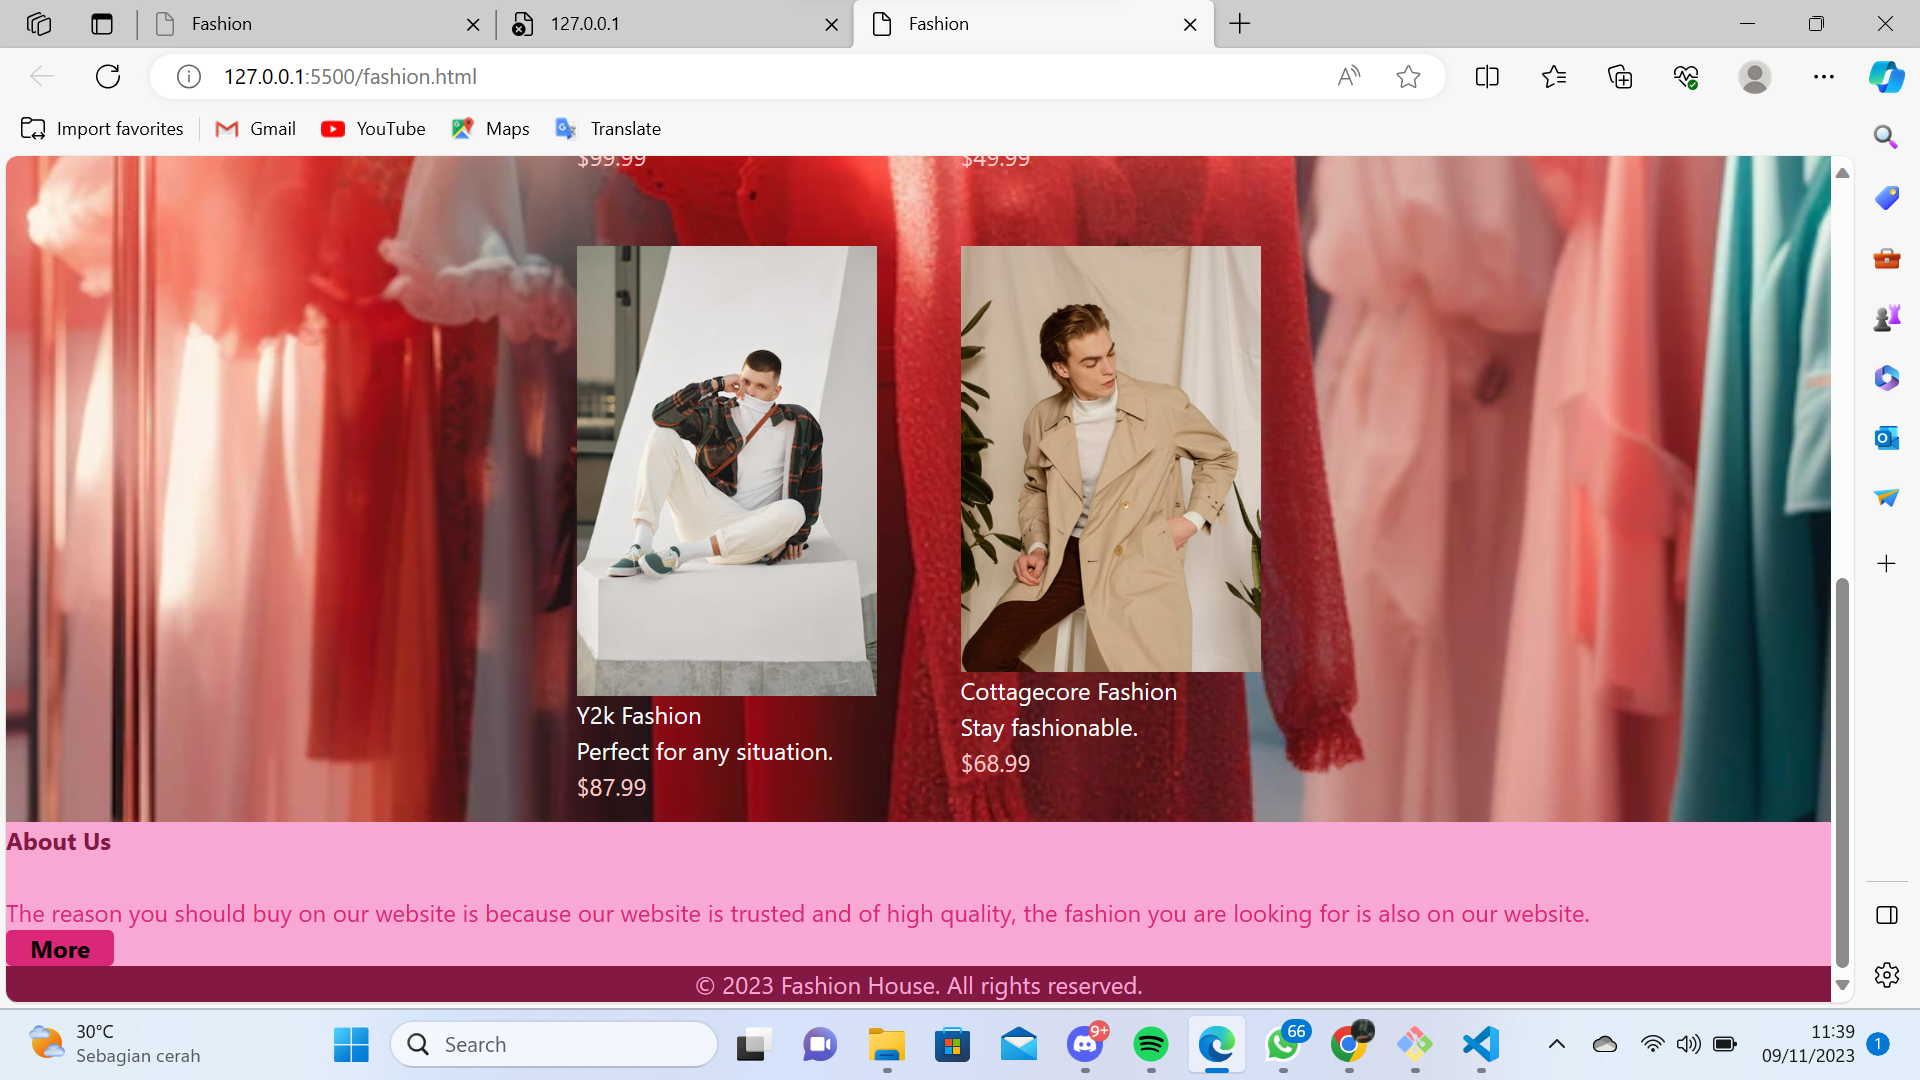 Fashion
127.0.0.1
Fashion
127.0.0.1:5500/fashion.html
Import favorites
Gmail
YouTube
Maps
Translate
$99.99
$49.99
Y2k Fashion
Perfect for any situation.
$87.99
Cottagecore Fashion
Stay fashionable.
$68.99
About Us
The reason you should buy on our website is because our website is trusted and of high quality, the fashion you are looking for is also on our website.
More
© 2023 Fashion House. All rights reserved.
30°C
Sebagian cerah
Search
9+
66
11:39
09/11/2023
1